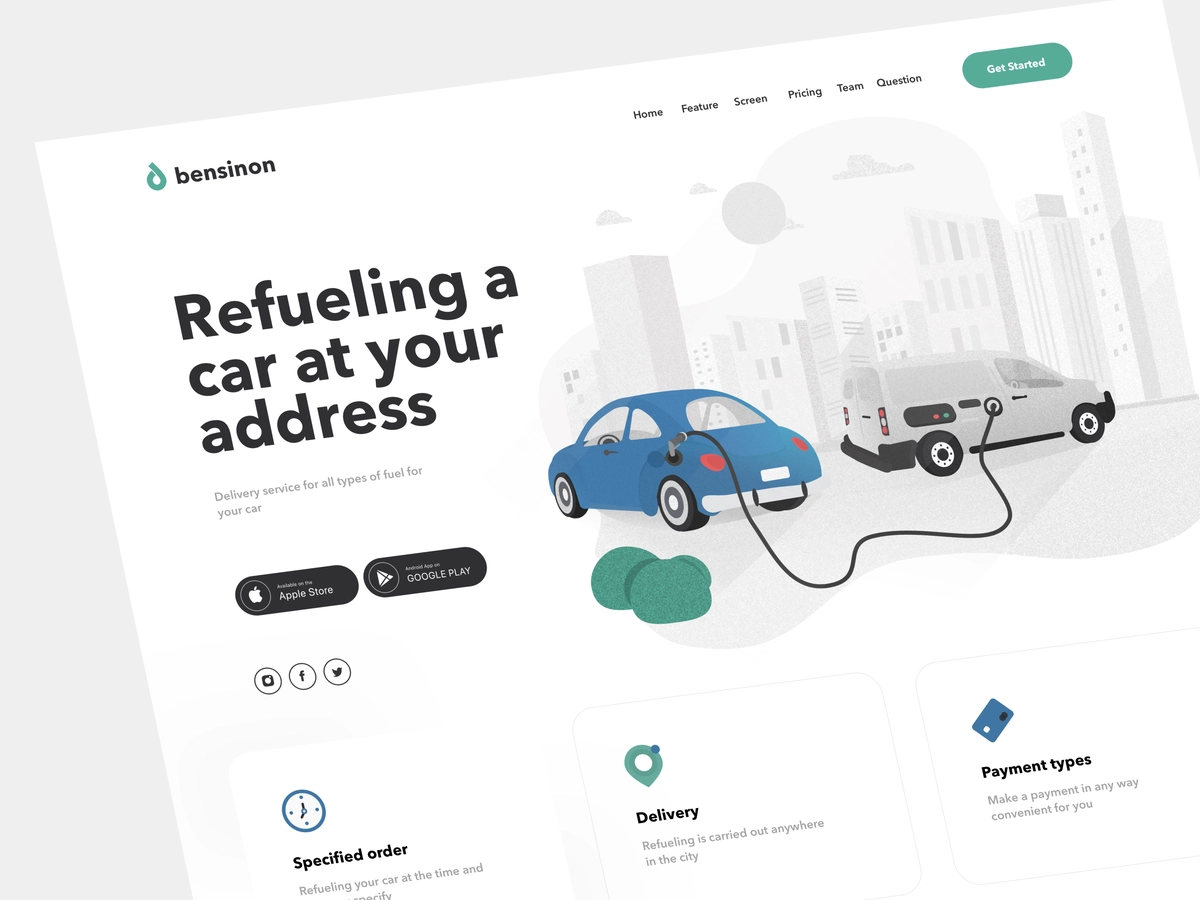 Home Feature Screen Pricing Team Question Get Started
bensinon
Refueling a
car at your
address
Delivery service for all types of fuel for
your car
Available on the
Apple Store
Android App on
GOOGLE PLAY
Specified order
Refueling your car at the time and
specify
Delivery
Refueling is carried out anywhere
in the city
Payment types
Make a payment in any way
convenient for you